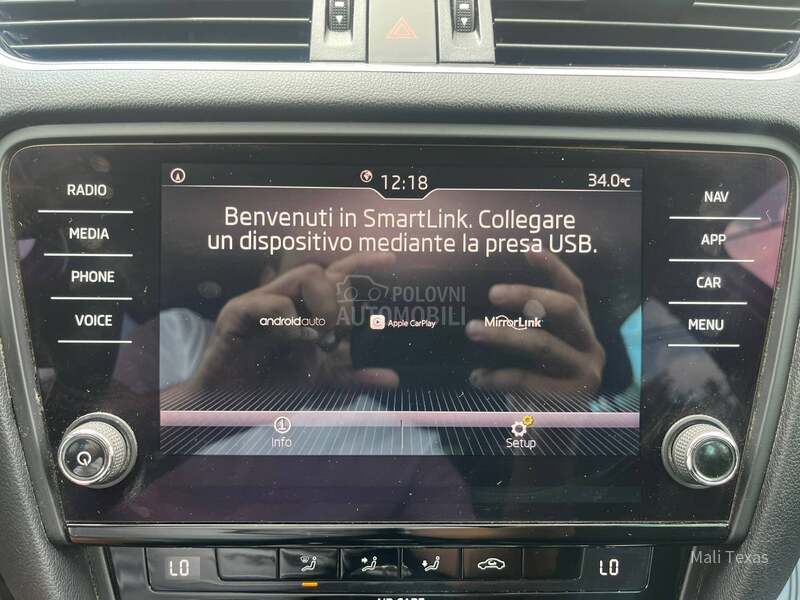 12:18
34.0°C
RADIO
MEDIA
PHONE
VOICE
Benvenuti in SmartLink. Collegare
un dispositivo mediante la presa USB.
POLOVNI
AUTOMOBILI
androidauto
Apple CarPlay
MirrorLink
Info
Setup
NAV
APP
CAR
MENU
LO
LO
Mali Texas